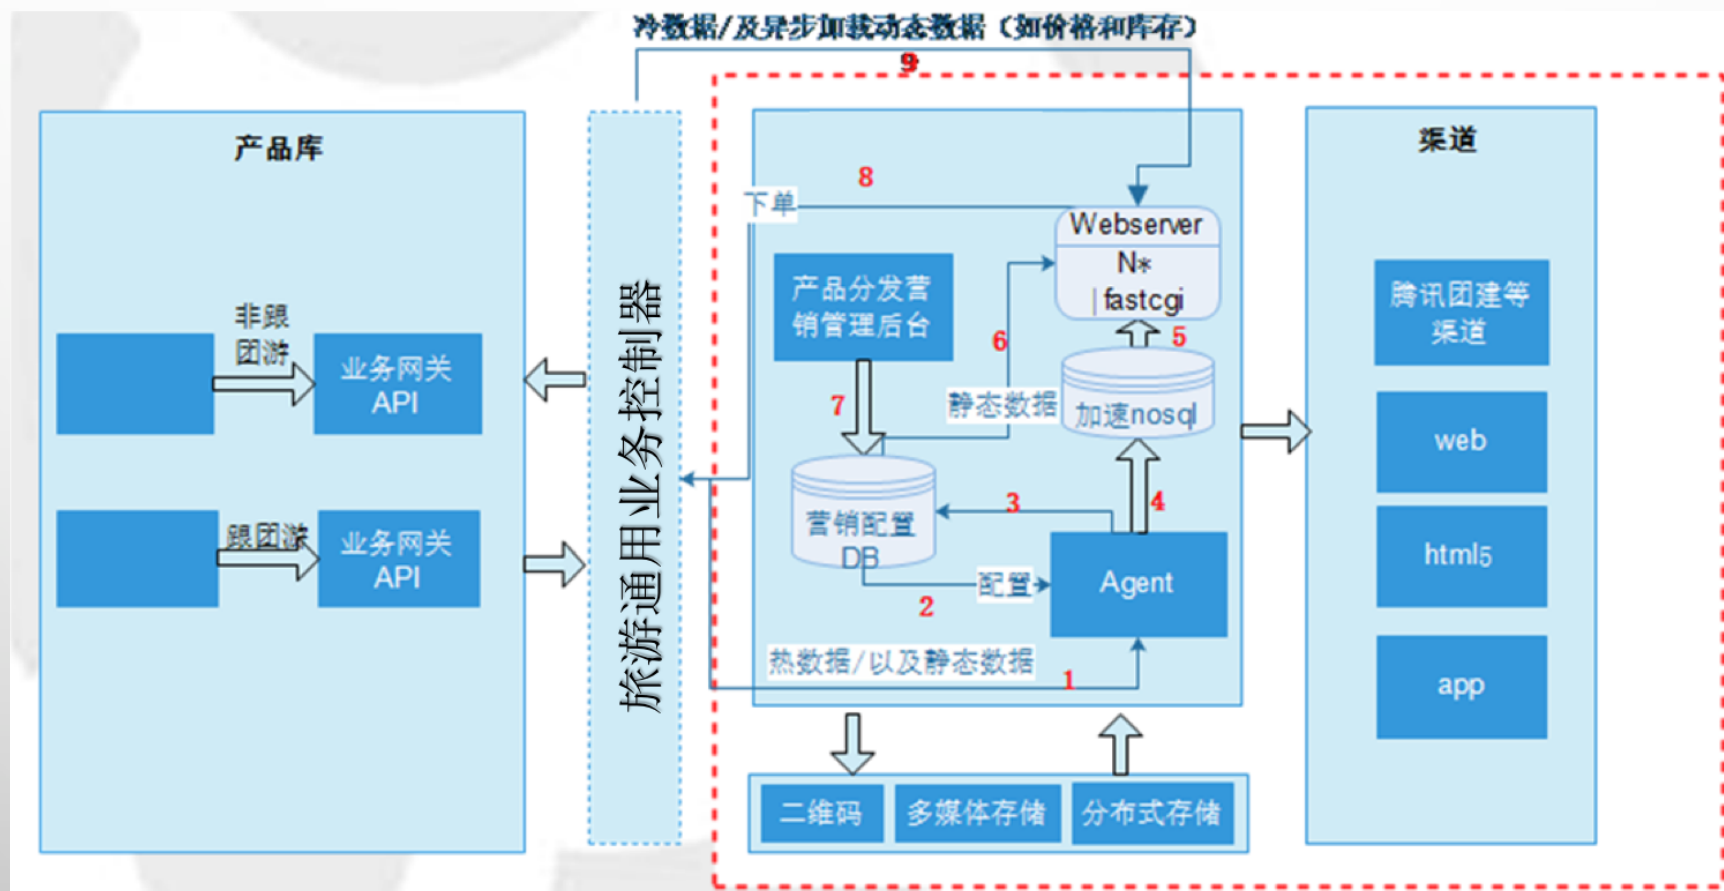 冷数据/及异步加载动态数据（如价格和库存）
9
产品库
非跟
团游
业务网关
API
跟团游
业务网关
API
旅游通用业务控制器
8
下单
Webserver
N*
|fastcgi
产品分发营
销管理后台
6
5
7
静态数据
加速nosql
3
4
营销配置
DB
配置
2
Agent
热数据/以及静态数据
1
二维码
多媒体存储
分布式存储
渠道
腾讯团建等
渠道
web
html5
app